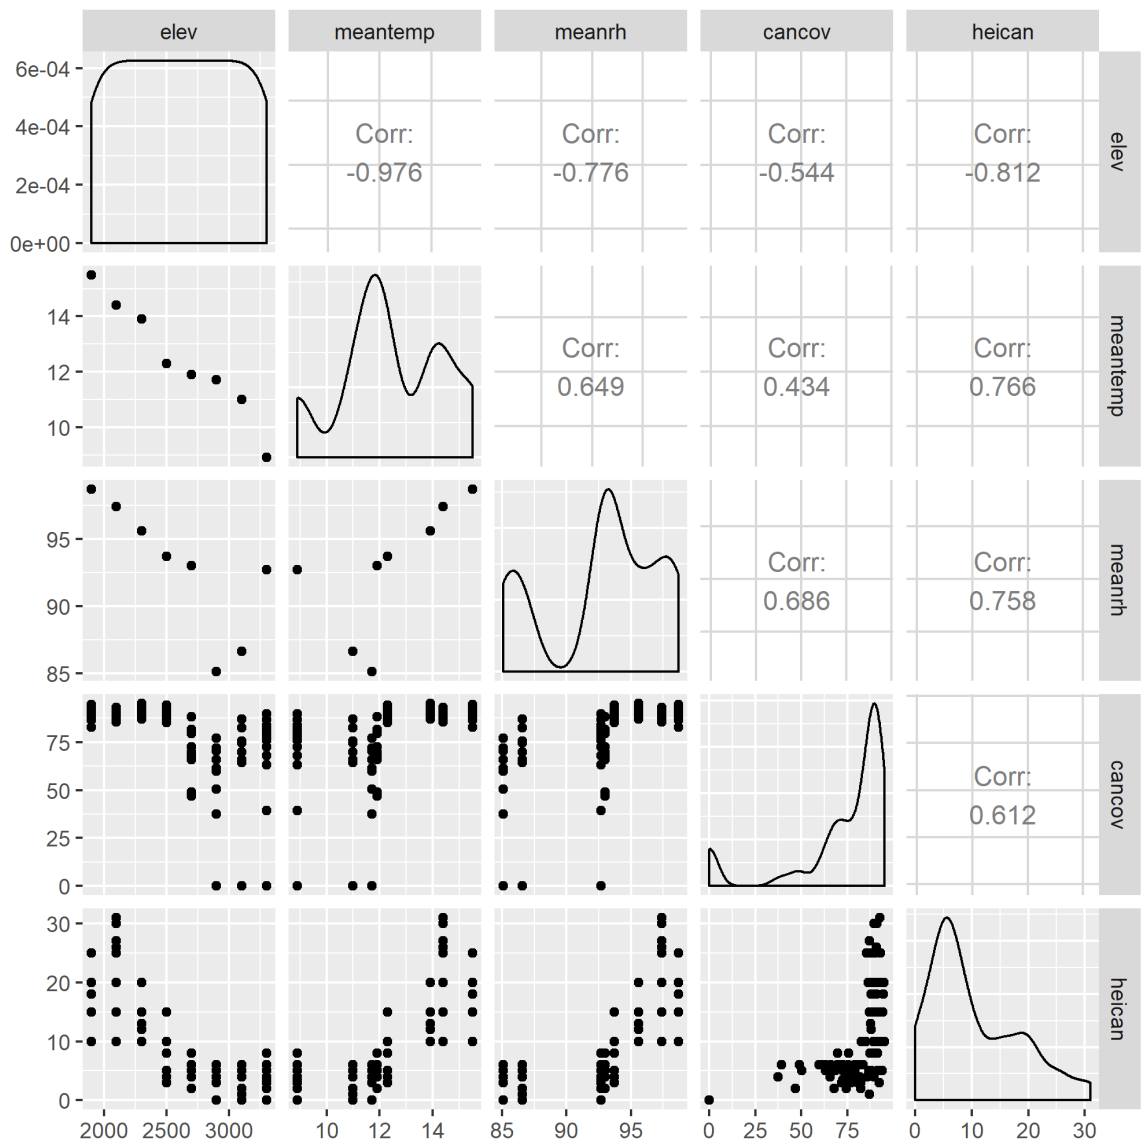 elev meantemp meanrh cancov heican
6e-04
4e-04
2e-04
0e+00
Corr:
-0.976
Corr:
-0.776
Corr:
-0.544
Corr:
-0.812
elev
14
12
10
Corr:
0.649
Corr:
0.434
Corr:
0.766
meantemp
95
90
85
Corr:
0.686
Corr:
0.758
meanrh
75
50
25
0
Corr:
0.612
cancov
30
20
10
0
heican
2000 2500 3000 10 12 14 85 90 95 0 25 50 75 0 10 20 30